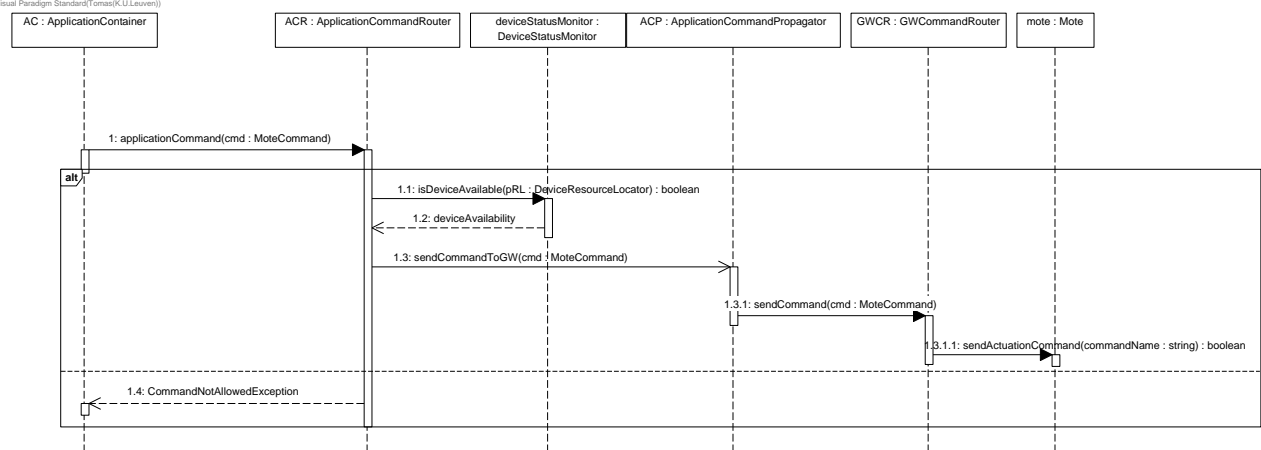 isual Paradigm Standard(Tomas(K.U.Leuven))
AC : ApplicationContainer
ACR : ApplicationCommandRouter
deviceStatusMonitor :
DeviceStatusMonitor
ACP : ApplicationCommandPropagator
GWCR : GWCommandRouter
mote : Mote
1: applicationCommand(cmd : MoteCommand)
alt
1.1: isDeviceAvailable(pRL : DeviceResourceLocator) : boolean
1.2: deviceAvailability
1.3: sendCommandToGW(cmd : MoteCommand)
1.3.1: sendCommand(cmd : MoteCommand)
1.3.1.1: sendActuationCommand(commandName : string) : boolean
1.4: CommandNotAllowedException